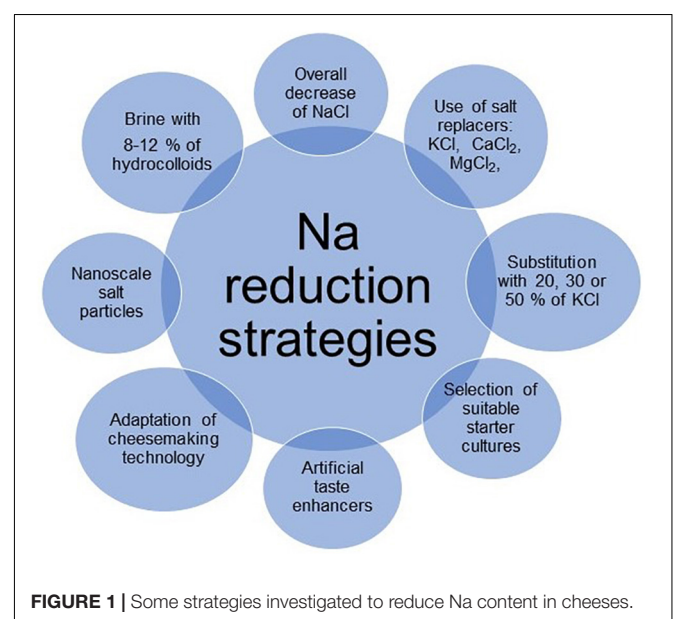 Overall
decrease
of NaCl
Use of salt
replacers:
KCl, CaCl₂,
MgCl₂,
Substitution
with 20, 30 or
50 % of KCl
Selection of
suitable
starter
cultures
Artificial
taste
enhancers
Adaptation of
cheesemaking
technology
Nanoscale
salt
particles
Brine with
8-12 % of
hydrocolloids
Na
reduction
strategies
FIGURE 1 | Some strategies investigated to reduce Na content in cheeses.